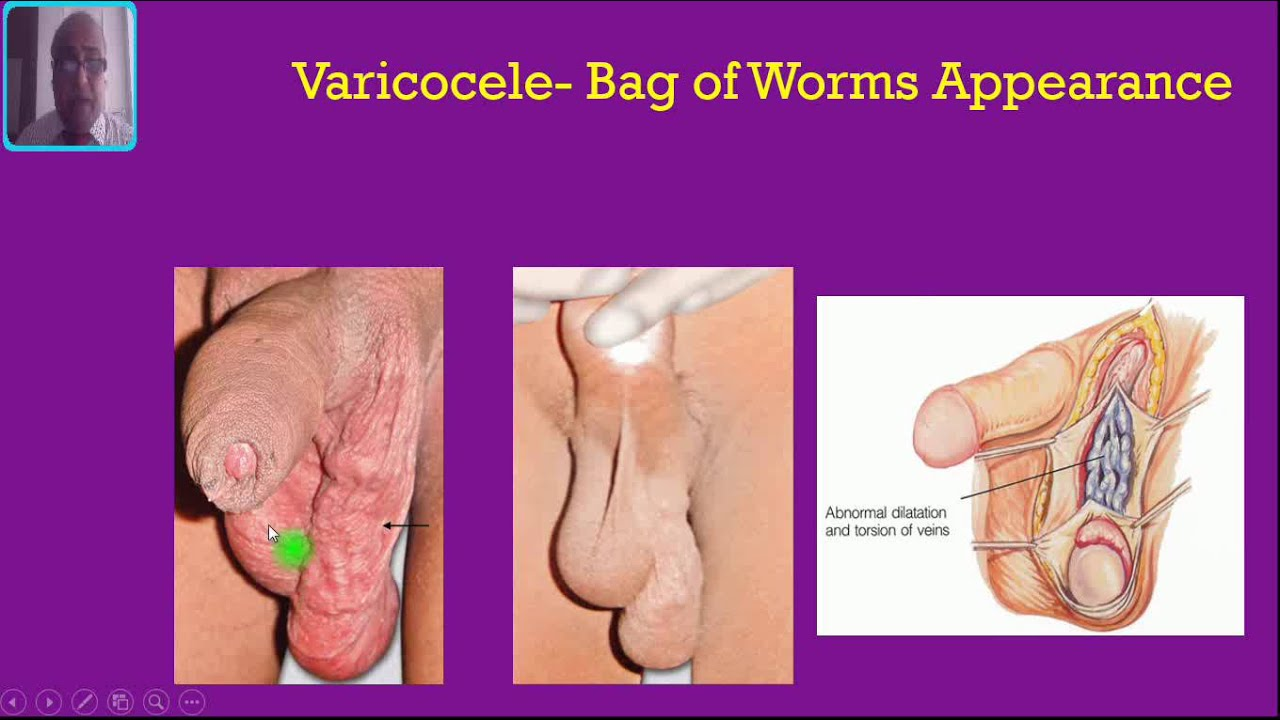 Varicocele- Bag of Worms Appearance
Abnormal dilatation
and torsion of veins